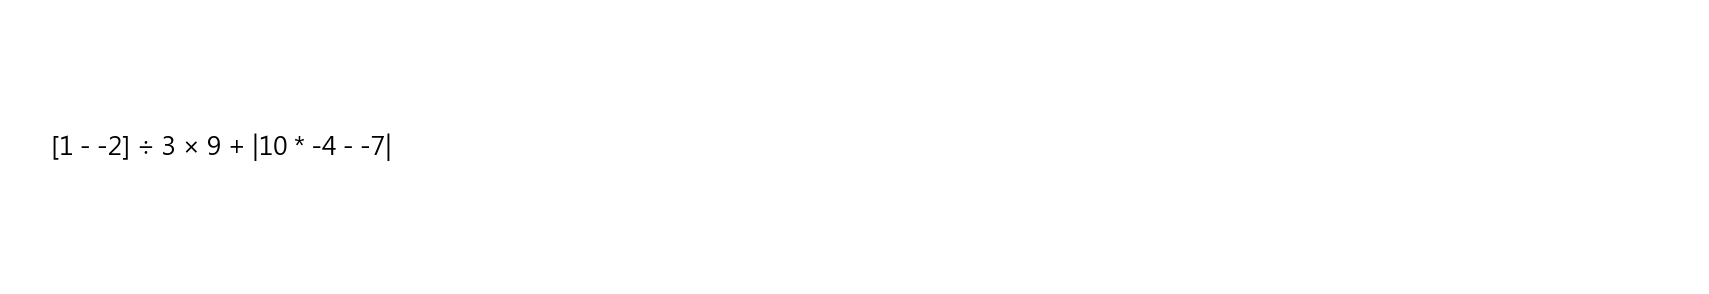 [1 - -2] ÷ 3 × 9 + |10 * -4 - -7|